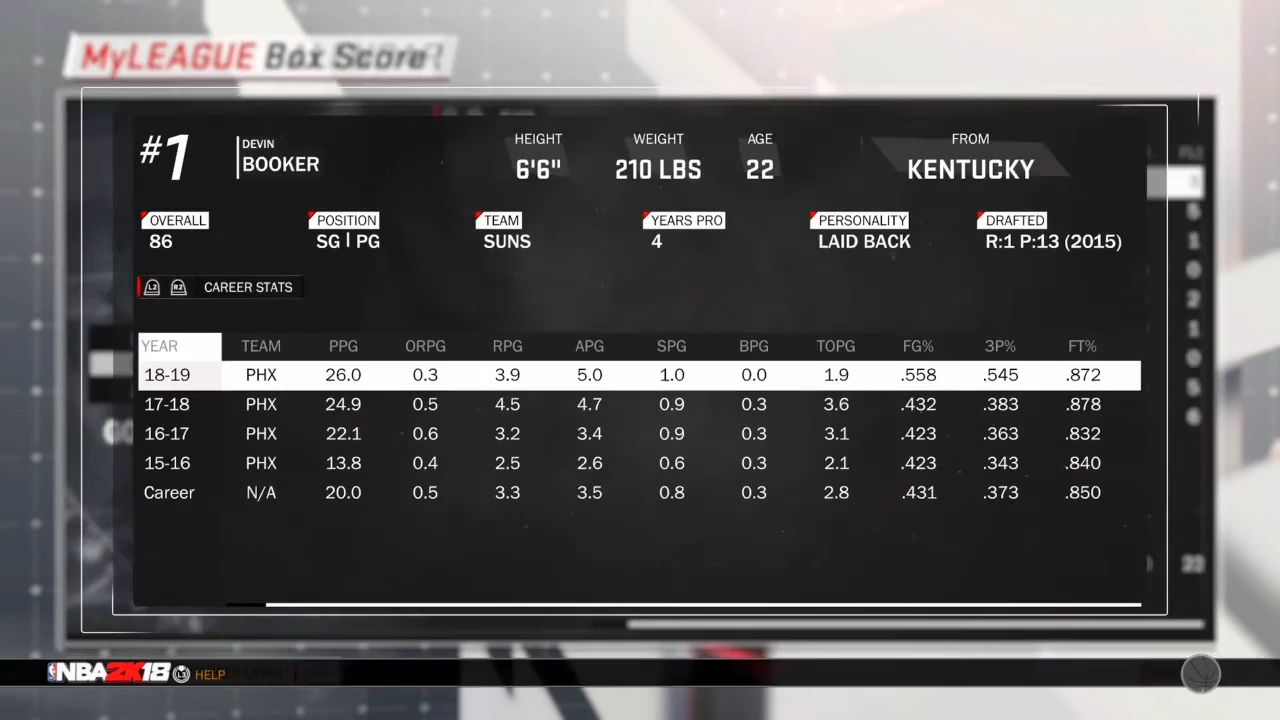 MyLEAGUE Box Score
#1 DEVIN BOOKER HEIGHT 6'6" WEIGHT 210 LBS AGE 22 FROM KENTUCKY
OVERALL POSITION TEAM YEARS PRO PERSONALITY DRAFTED
86 SG | PG SUNS 4 LAID BACK R:1 P:13 (2015)
L2 R2 CAREER STATS
YEAR TEAM PPG ORPG RPG APG SPG BPG TOPG FG% 3P% FT%
18-19 PHX 26.0 0.3 3.9 5.0 1.0 0.0 1.9 .558 .545 .872
17-18 PHX 24.9 0.5 4.5 4.7 0.9 0.3 3.6 .432 .383 .878
16-17 PHX 22.1 0.6 3.2 3.4 0.9 0.3 3.1 .423 .363 .832
15-16 PHX 13.8 0.4 2.5 2.6 0.6 0.3 2.1 .423 .343 .840
Career N/A 20.0 0.5 3.3 3.5 0.8 0.3 2.8 .431 .373 .850
NBA 2K18 L3 HELP